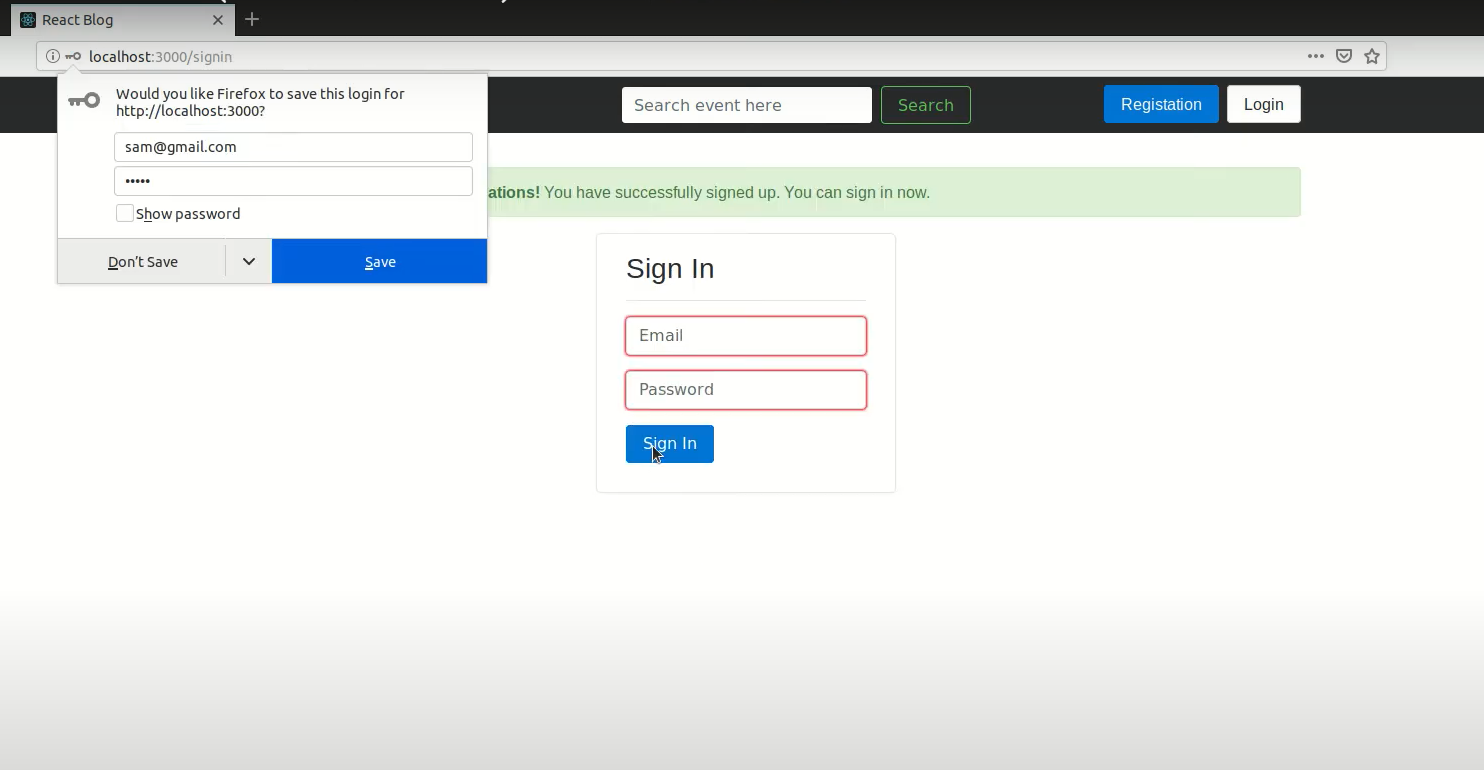 React Blog
localhost:3000/signin
Would you like Firefox to save this login for
http://localhost:3000?
sam@gmail.com
•••••
Show password
Don't Save
Save
Search event here
Search
Registation
Login
ations! You have successfully signed up. You can sign in now.
Sign In
Email
Password
Sign In